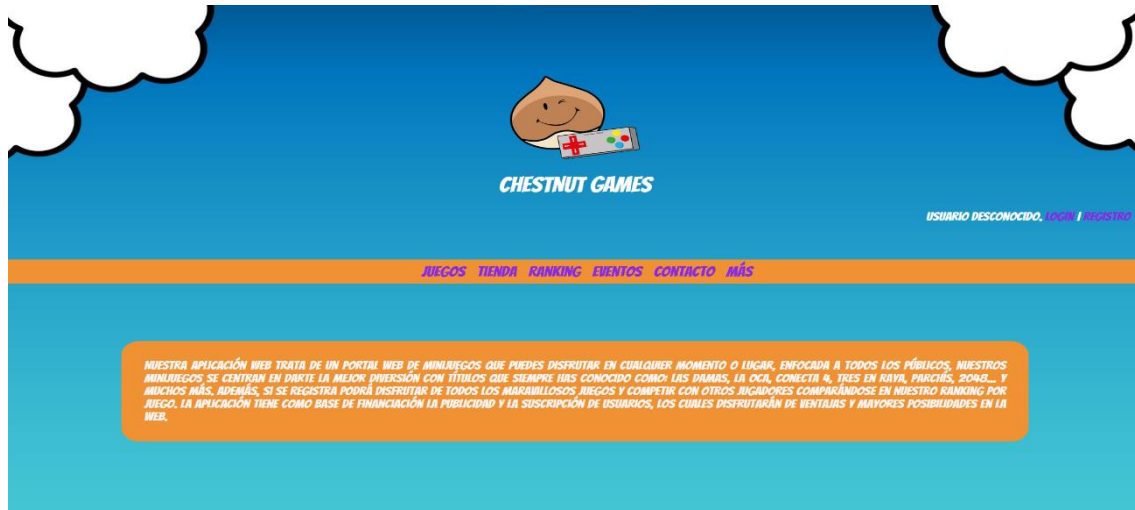 CHESTNUT GAMES
USUARIO DESCONOCIDO. LOGIN | REGISTRO
JUEGOS TIENDA RANKING EVENTOS CONTACTO MÁS
NUESTRA APLICACIÓN WEB TRATA DE UN PORTAL WEB DE MINIJUEGOS QUE PUEDES DISFRUTAR EN CUALQUIER MOMENTO O LUGAR, ENFOCADA A TODOS LOS PÚBLICOS, NUESTROS
MINIJUEGOS SE CENTRAN EN DARTE LA MEJOR DIVERSIÓN CON TÍTULOS QUE SIEMPRE HAS CONOCIDO COMO: LAS DAMAS, LA OCA, CONECTA 4, TRES EN RAYA, PARCHÍS, 2048... Y
MUCHOS MÁS. ADEMÁS, SI SE REGISTRA PODRÁ DISFRUTAR DE TODOS LOS MARAVILLOSOS JUEGOS Y COMPETIR CON OTROS JUGADORES COMPARÁNDOSE EN NUESTRO RANKING POR
JUEGO. LA APLICACIÓN TIENE COMO BASE DE FINANCIACIÓN LA PUBLICIDAD Y LA SUSCRIPCIÓN DE USUARIOS, LOS CUALES DISFRUTARÁN DE VENTAJAS Y MAYORES POSIBILIDADES EN LA
WEB.